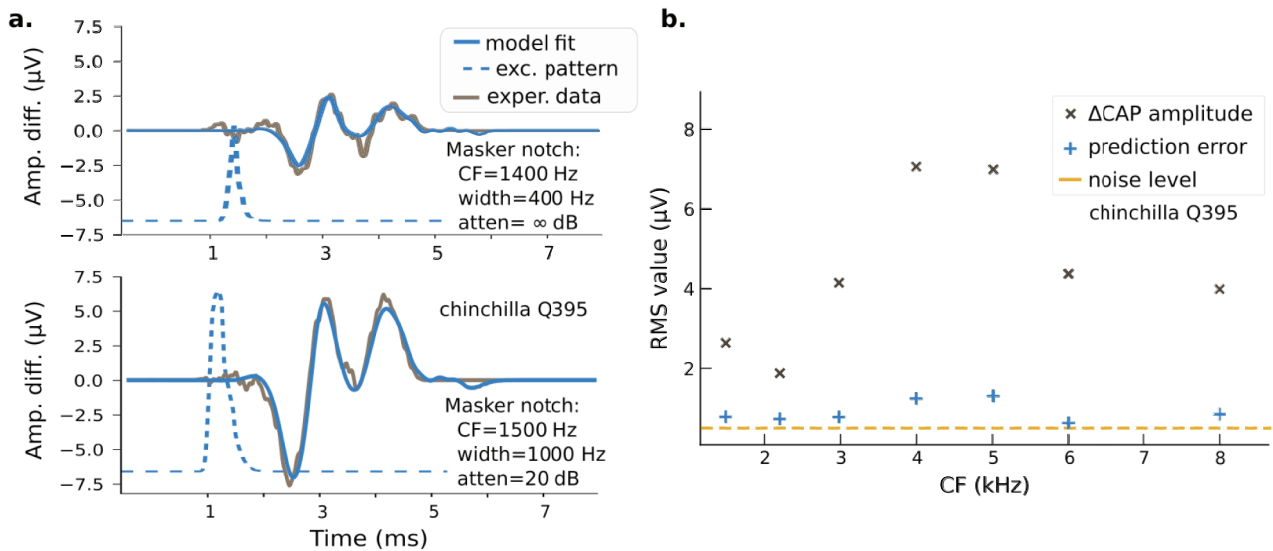 a.
Amp. diff. (µV)
7.5
5.0
2.5
0.0
−2.5
−5.0
−7.5
model fit
exc. pattern
exper. data
Masker notch:
CF=1400 Hz
width=400 Hz
atten= ∞ dB
1 3 5 7
Amp. diff. (µV)
7.5
5.0
2.5
0.0
−2.5
−5.0
−7.5
chinchilla Q395
Masker notch:
CF=1500 Hz
width=1000 Hz
atten=20 dB
1 3 5 7
Time (ms)
b.
RMS value (µV)
8
6
4
2
ΔCAP amplitude
prediction error
noise level
chinchilla Q395
2 3 4 5 6 8
CF (kHz)